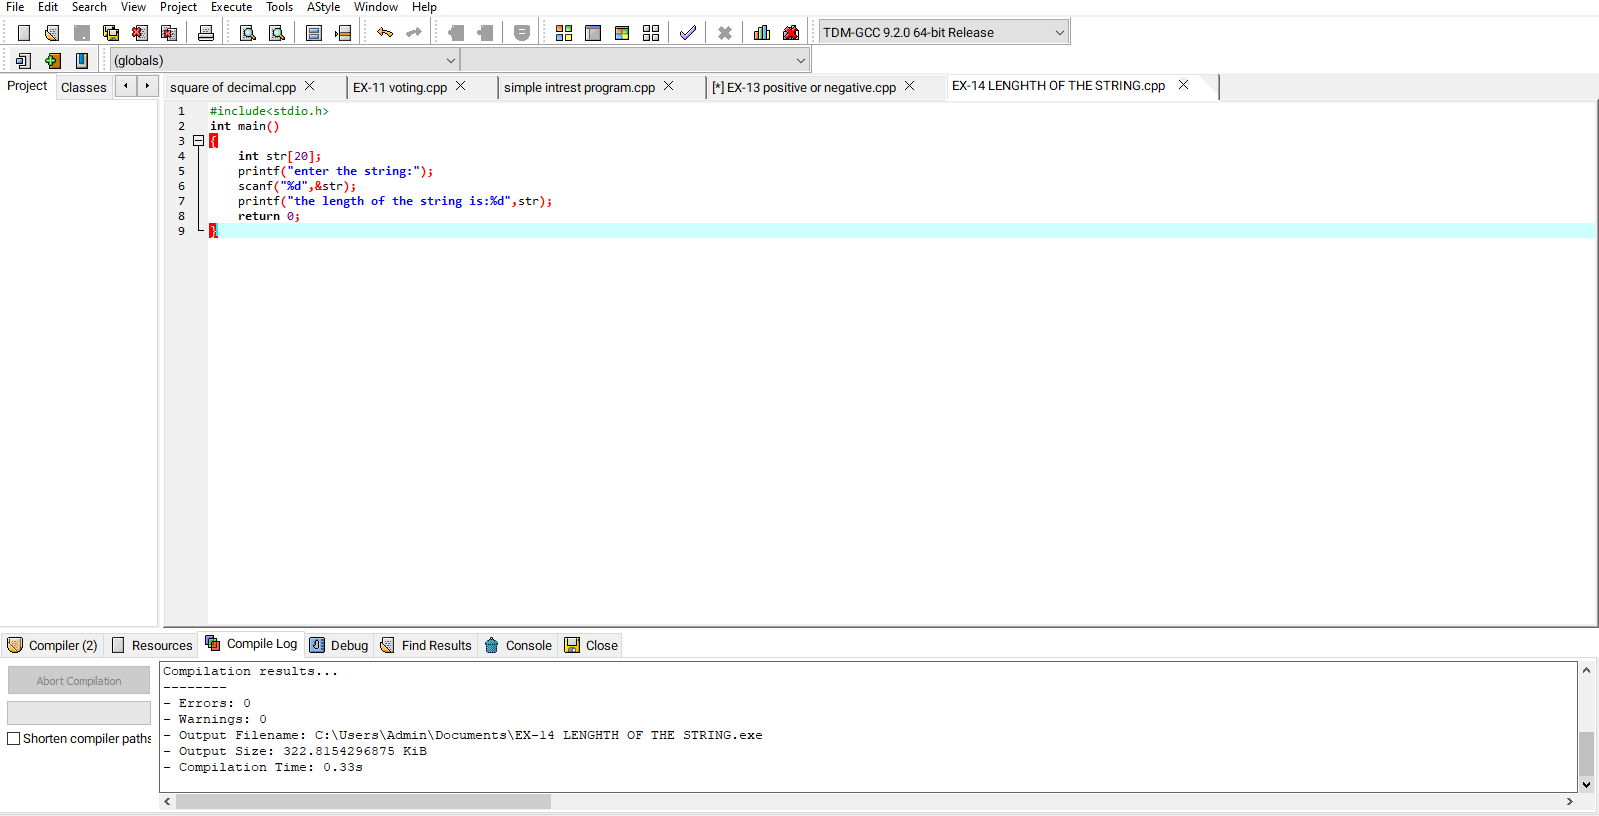 File Edit Search View Project Execute Tools AStyle Window Help
TDM-GCC 9.2.0 64-bit Release
(globals)
Project Classes
square of decimal.cpp EX-11 voting.cpp simple intrest program.cpp [*] EX-13 positive or negative.cpp EX-14 LENGHTH OF THE STRING.cpp
1 #include<stdio.h>
2 int main()
3 {
4 int str[20];
5 printf("enter the string:");
6 scanf("%d",&str);
7 printf("the length of the string is:%d",str);
8 return 0;
9 }
Compiler (2) Resources Compile Log Debug Find Results Console Close
Abort Compilation
Shorten compiler paths
Compilation results...
--------
- Errors: 0
- Warnings: 0
- Output Filename: C:\Users\Admin\Documents\EX-14 LENGHTH OF THE STRING.exe
- Output Size: 322.8154296875 KiB
- Compilation Time: 0.33s